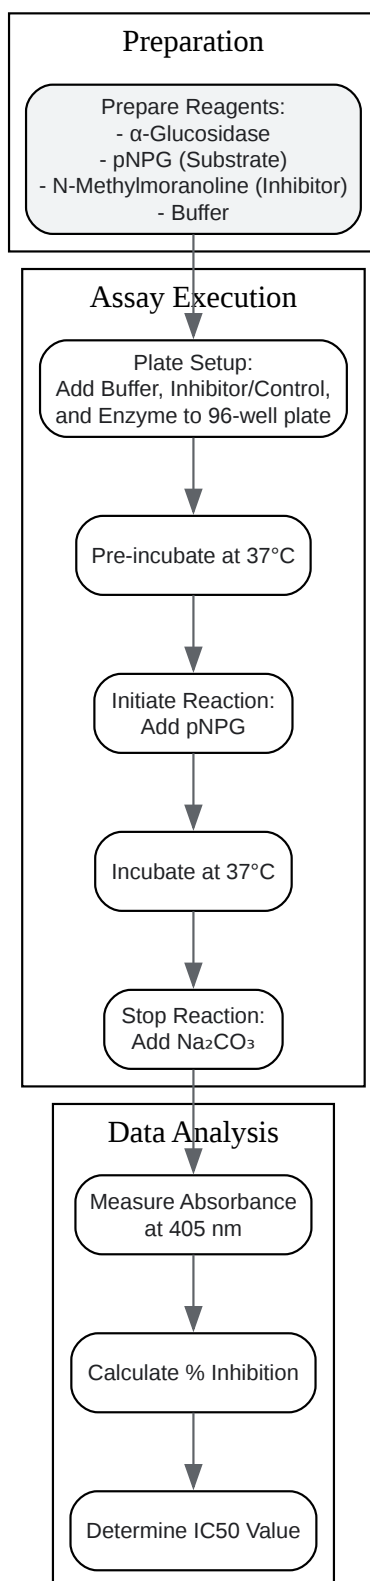 Preparation
Prepare Reagents:
- α-Glucosidase
- pNPG (Substrate)
- N-Methylmoranoline (Inhibitor)
- Buffer
Assay Execution
Plate Setup:
Add Buffer, Inhibitor/Control,
and Enzyme to 96-well plate
Pre-incubate at 37°C
Initiate Reaction:
Add pNPG
Incubate at 37°C
Stop Reaction:
Add Na₂CO₃
Data Analysis
Measure Absorbance
at 405 nm
Calculate % Inhibition
Determine IC50 Value